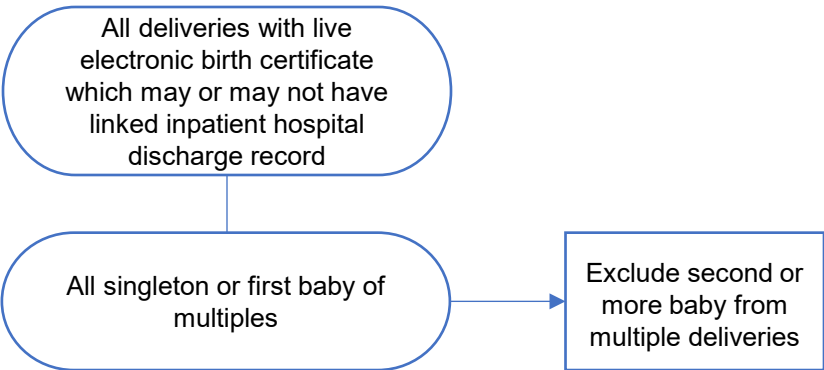 All deliveries with live
electronic birth certificate
which may or may not have
linked inpatient hospital
discharge record
All singleton or first baby of
multiples
Exclude second or
more baby from
multiple deliveries